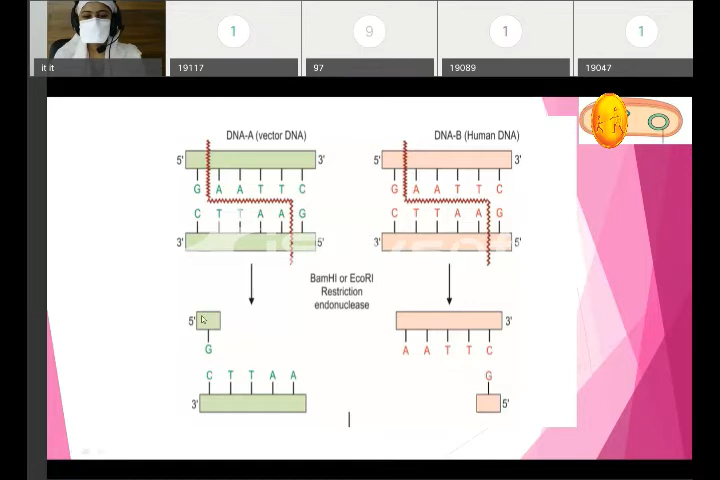 1
9
1
1
it it
19117
97
19089
19047
DNA-A (vector DNA)
DNA-B (Human DNA)
5' 3'
5' 3'
G A A T T C
G A A T T C
C T T A A G
C T T A A G
3' 5'
3' 5'
BamHI or EcoRI
Restriction
endonuclease
5'
3'
G
A A T T C
C T T A A
G
3'
5'